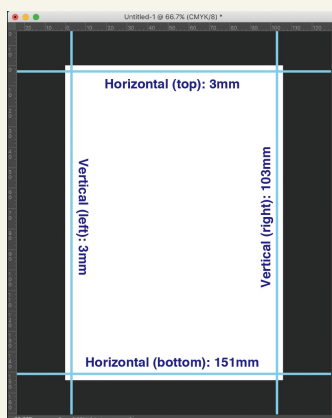 Untitled-1 @ 66.7% (CMYK/8) *
Horizontal (top): 3mm
Vertical (left): 3mm
Vertical (right): 103mm
Horizontal (bottom): 151mm